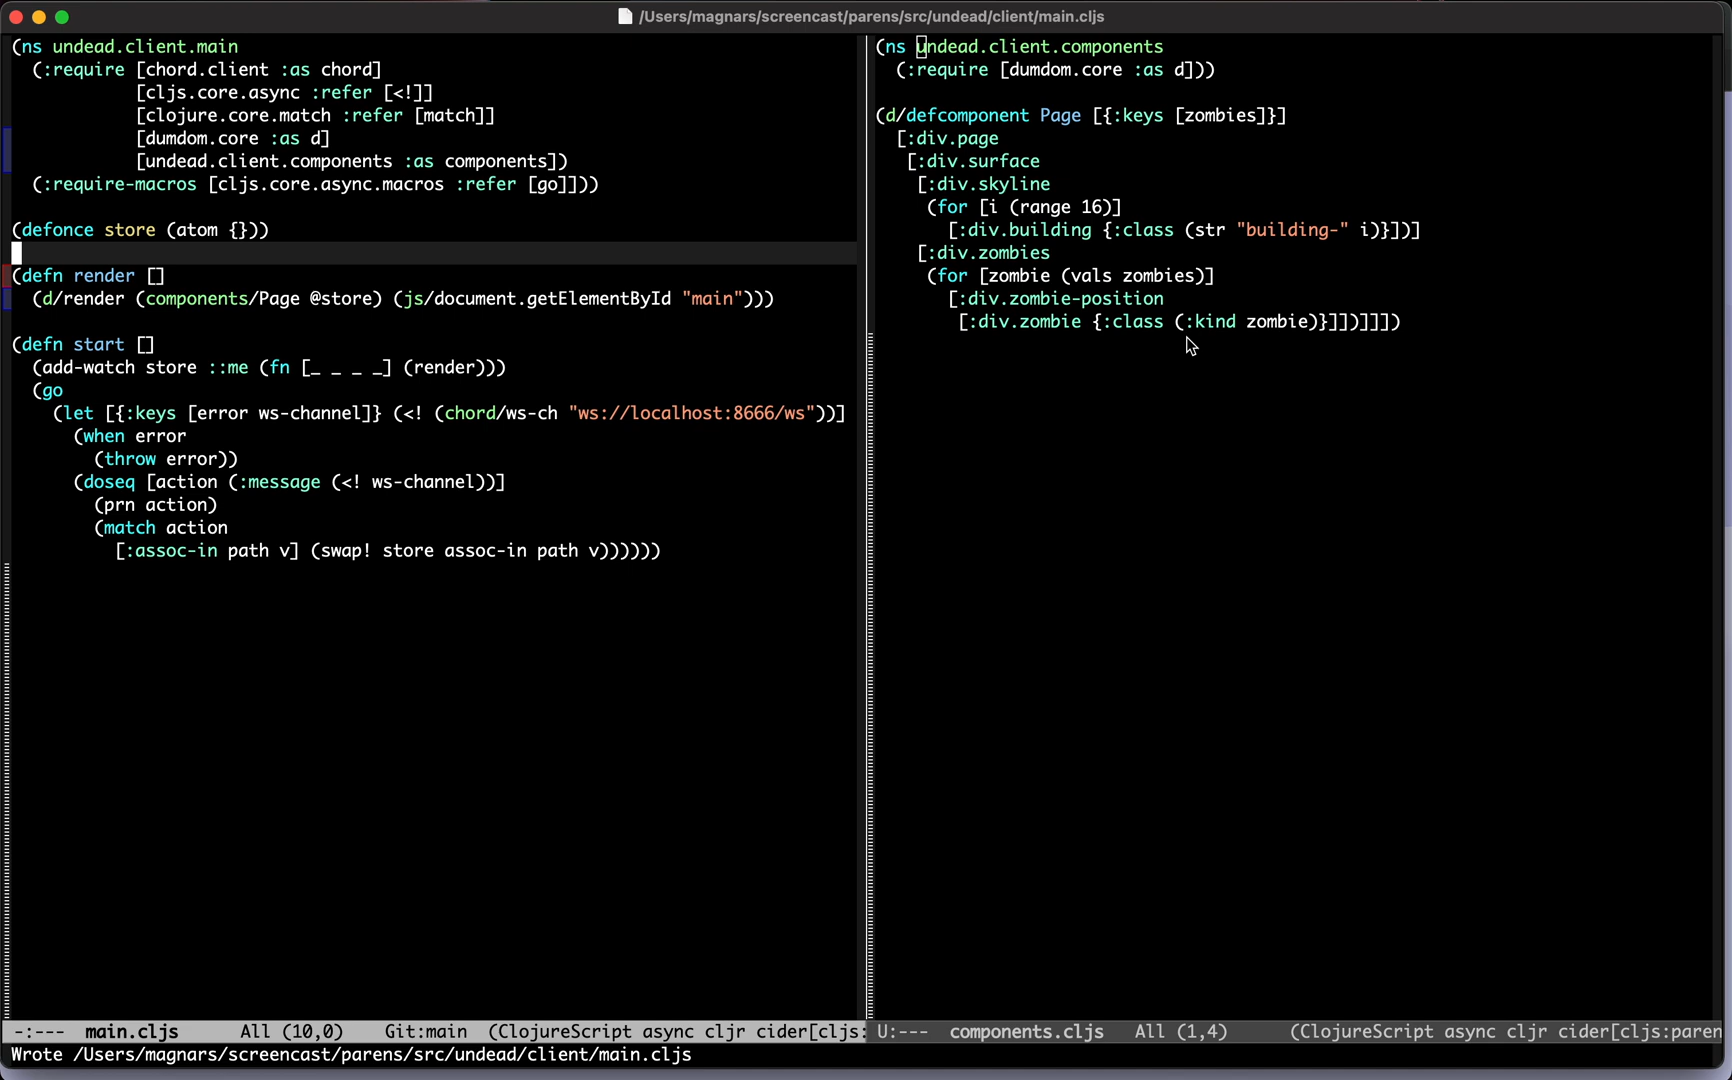 /Users/magnars/screencast/parens/src/undead/client/main.cljs
(ns undead.client.main
  (:require [chord.client :as chord]
            [cljs.core.async :refer [<!]]
            [clojure.core.match :refer [match]]
            [dumdom.core :as d]
            [undead.client.components :as components])
  (:require-macros [cljs.core.async.macros :refer [go]]))
(defonce store (atom {}))
(defn render []
  (d/render (components/Page @store) (js/document.getElementById "main")))
(defn start []
  (add-watch store ::me (fn [_ _ _ _] (render)))
  (go
    (let [{:keys [error ws-channel]} (<! (chord/ws-ch "ws://localhost:8666/ws"))]
      (when error
        (throw error))
      (doseq [action (:message (<! ws-channel))]
        (prn action)
        (match action
          [:assoc-in path v] (swap! store assoc-in path v))))))
-:---  main.cljs      All (10,0)    Git:main  (ClojureScript async cljr cider[cljs:
(ns undead.client.components
  (:require [dumdom.core :as d]))
(d/defcomponent Page [{:keys [zombies]}]
  [:div.page
   [:div.surface
    [:div.skyline
     (for [i (range 16)]
       [:div.building {:class (str "building-" i)}])]
    [:div.zombies
     (for [zombie (vals zombies)]
       [:div.zombie-position
        [:div.zombie {:class (:kind zombie)}]])]]])
U:---  components.cljs   All (1,4)      (ClojureScript async cljr cider[cljs:paren
Wrote /Users/magnars/screencast/parens/src/undead/client/main.cljs